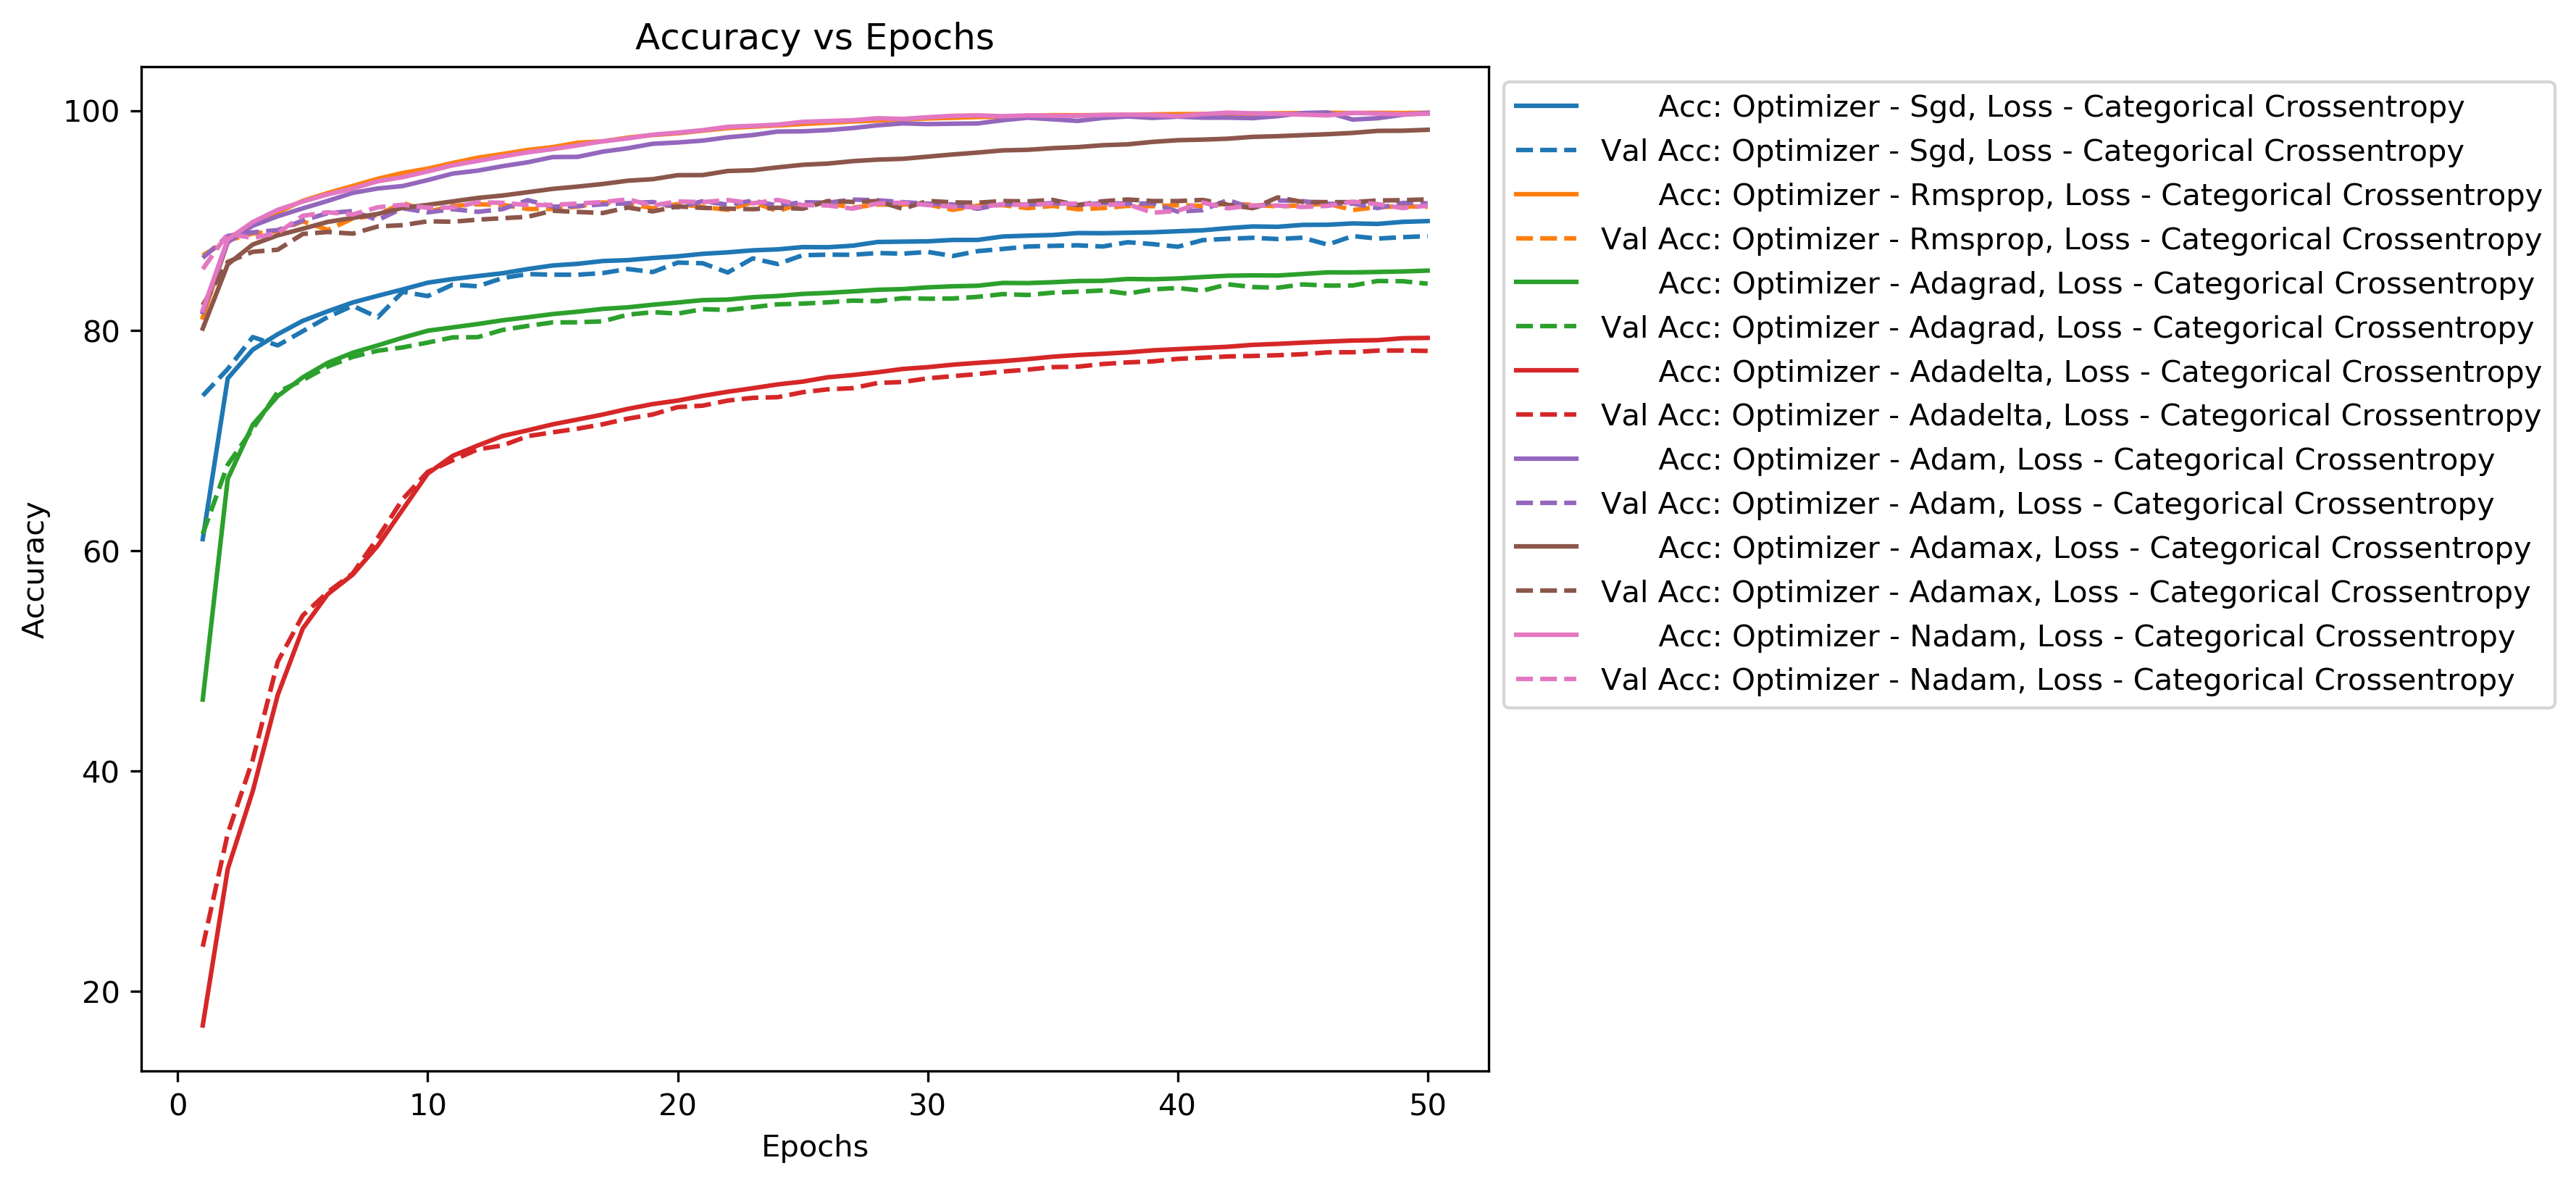 Accuracy vs Epochs
Accuracy
100
80
60
40
20
0 10 20 30 40 50
Epochs
Acc: Optimizer - Sgd, Loss - Categorical Crossentropy
Val Acc: Optimizer - Sgd, Loss - Categorical Crossentropy
Acc: Optimizer - Rmsprop, Loss - Categorical Crossentropy
Val Acc: Optimizer - Rmsprop, Loss - Categorical Crossentropy
Acc: Optimizer - Adagrad, Loss - Categorical Crossentropy
Val Acc: Optimizer - Adagrad, Loss - Categorical Crossentropy
Acc: Optimizer - Adadelta, Loss - Categorical Crossentropy
Val Acc: Optimizer - Adadelta, Loss - Categorical Crossentropy
Acc: Optimizer - Adam, Loss - Categorical Crossentropy
Val Acc: Optimizer - Adam, Loss - Categorical Crossentropy
Acc: Optimizer - Adamax, Loss - Categorical Crossentropy
Val Acc: Optimizer - Adamax, Loss - Categorical Crossentropy
Acc: Optimizer - Nadam, Loss - Categorical Crossentropy
Val Acc: Optimizer - Nadam, Loss - Categorical Crossentropy